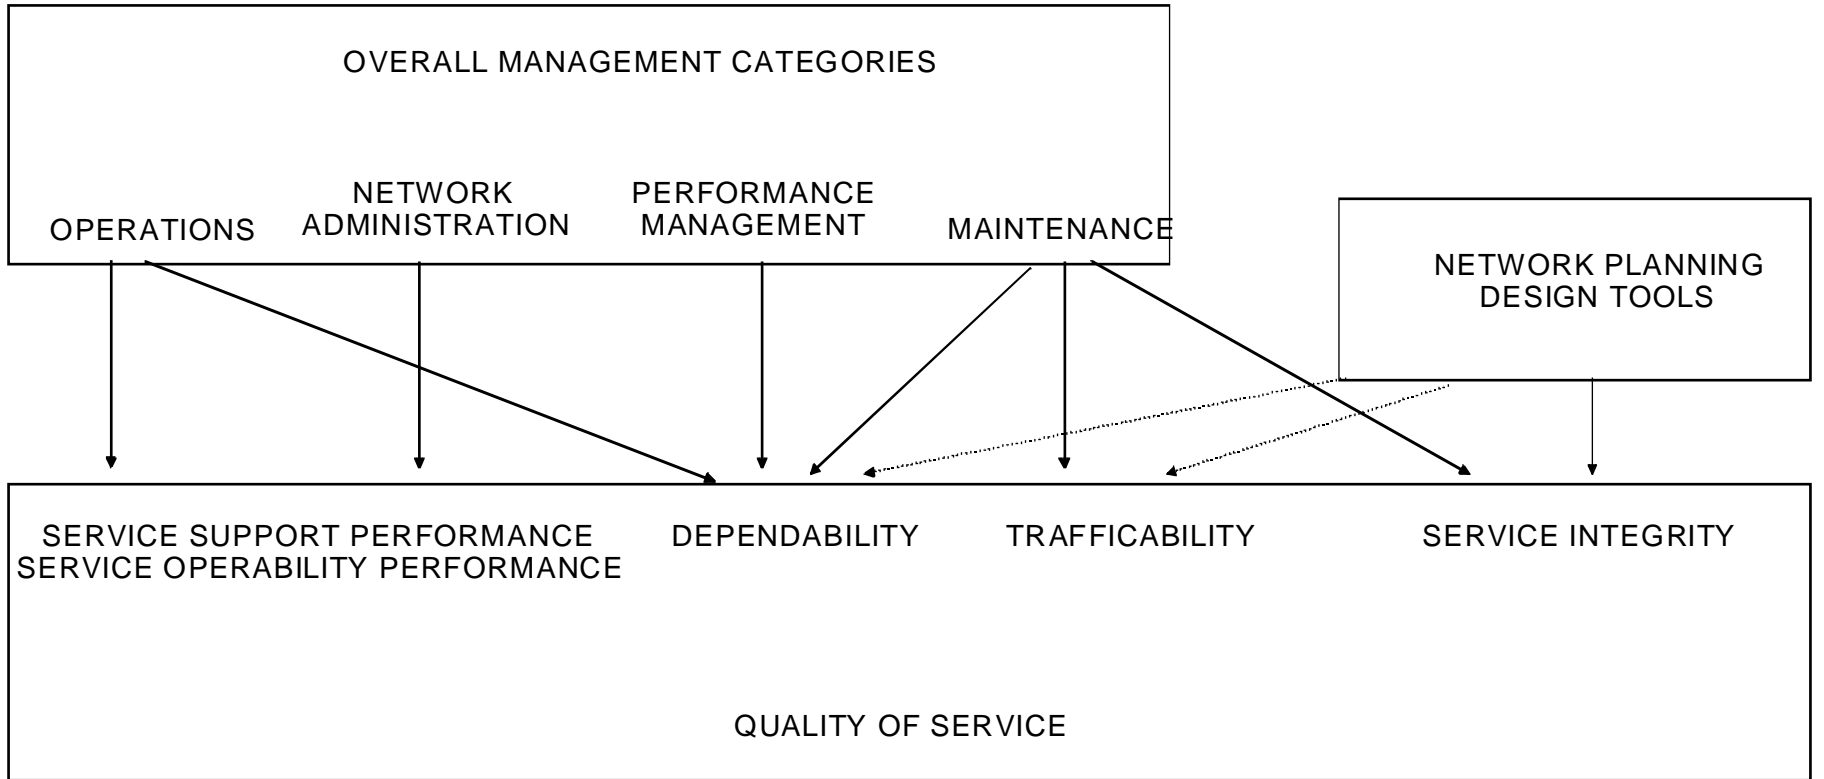 OVERALL MANAGEMENT CATEGORIES
OPERATIONS
NETWORK
ADMINISTRATION
PERFORMANCE
MANAGEMENT
MAINTENANCE
NETWORK PLANNING
DESIGN TOOLS
SERVICE SUPPORT PERFORMANCE
SERVICE OPERABILITY PERFORMANCE
DEPENDABILITY
TRAFFICABILITY
SERVICE INTEGRITY
QUALITY OF SERVICE